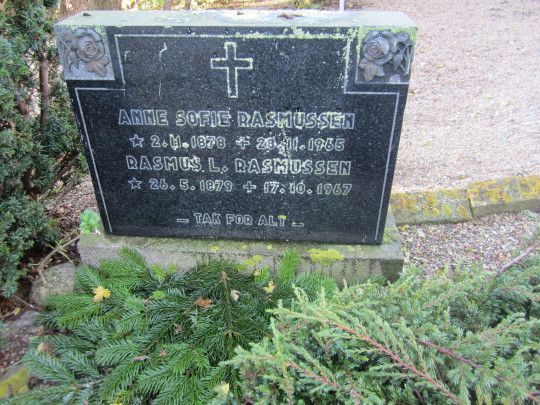 ANNE SOFIE RASMUSSEN
★ 2.11.1878 + 23.11.1965
RASMUS L. RASMUSSEN
★ 26.5.1879 + 17.10.1967
– TAK FOR ALT –